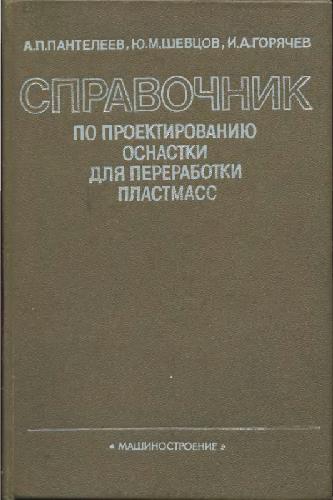 А.П.ПАНТЕЛЕЕВ, Ю.М.ШЕВЦОВ, И.А.ГОРЯЧЕВ
СПРАВОЧНИК
ПО ПРОЕКТИРОВАНИЮ
ОСНАСТКИ
ДЛЯ ПЕРЕРАБОТКИ
ПЛАСТМАСС
«МАШИНОСТРОЕНИЕ»